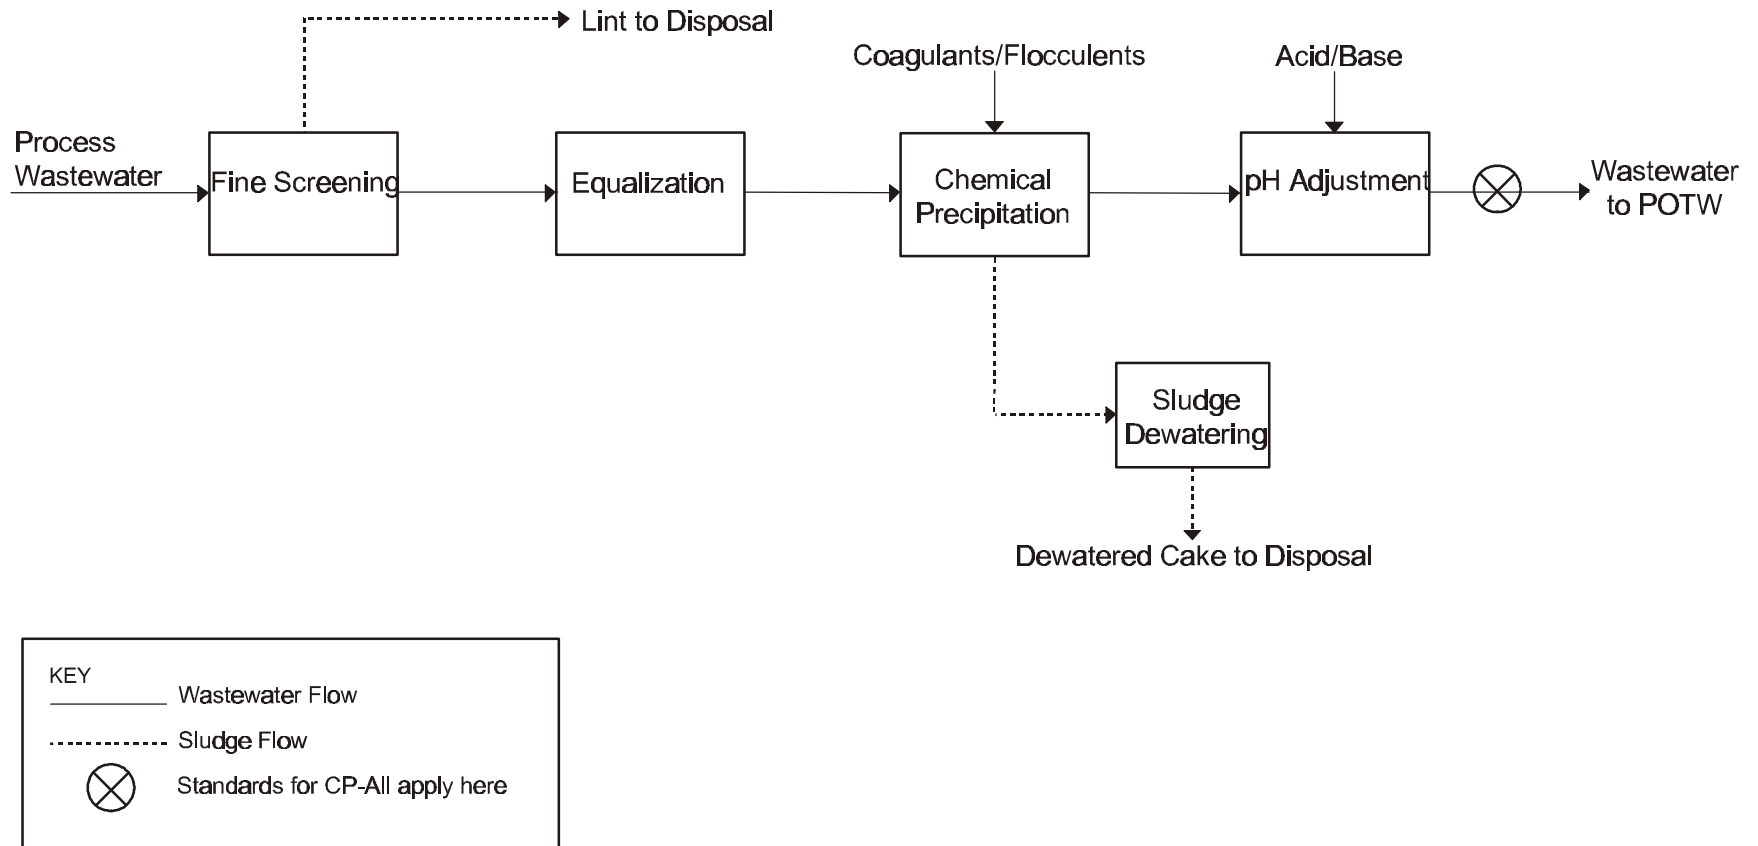 Lint to Disposal
Coagulants/Flocculents
Acid/Base
Process
Wastewater
Fine Screening
Equalization
Chemical
Precipitation
pH Adjustment
Wastewater
to POTW
Sludge
Dewatering
Dewatered Cake to Disposal
KEY
Wastewater Flow
Sludge Flow
Standards for CP-All apply here